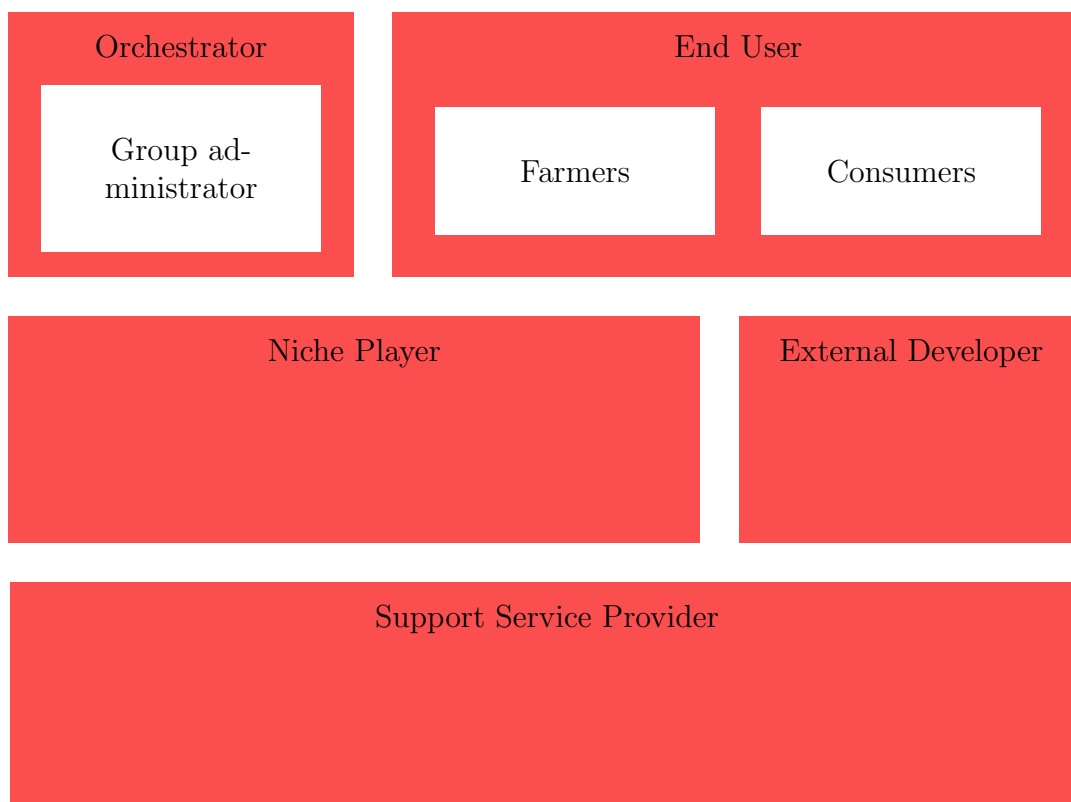 Orchestrator
End User
Group ad-
ministrator
Farmers
Consumers
Niche Player
External Developer
Support Service Provider